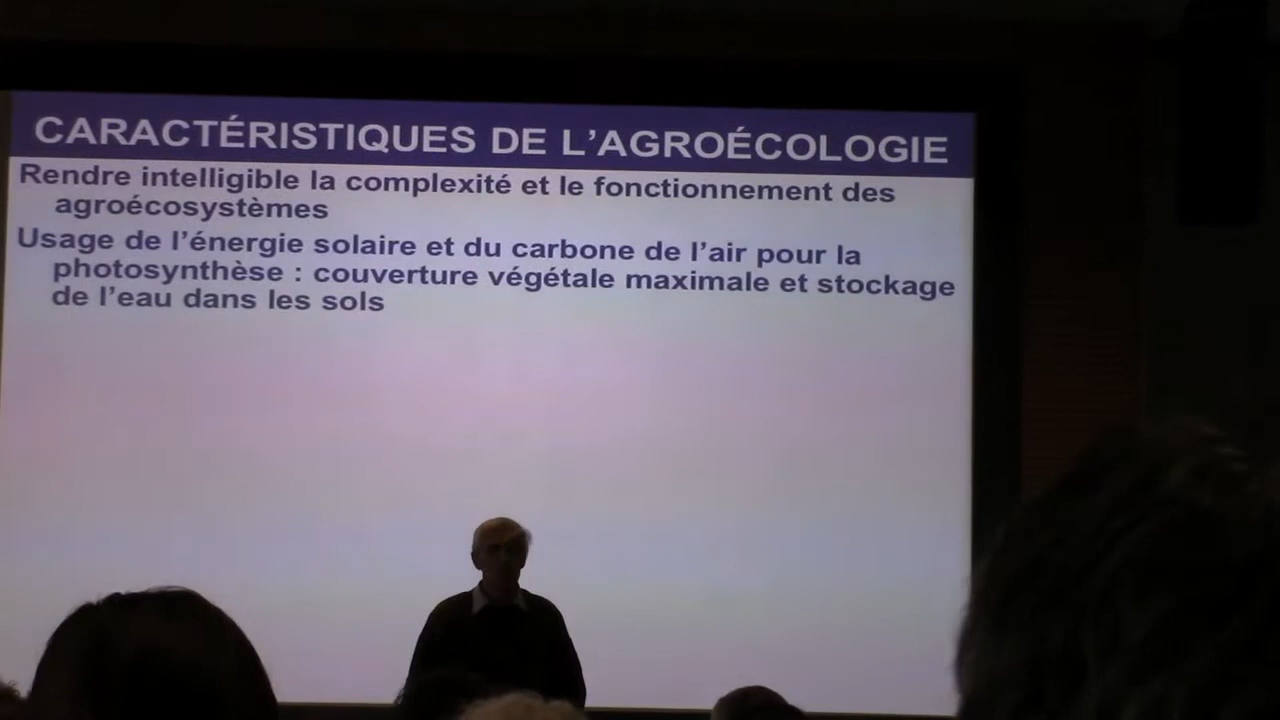 CARACTÉRISTIQUES DE L'AGROÉCOLOGIE
Rendre intelligible la complexité et le fonctionnement des
agroécosystèmes
Usage de l'énergie solaire et du carbone de l'air pour la
photosynthèse : couverture végétale maximale et stockage
de l'eau dans les sols